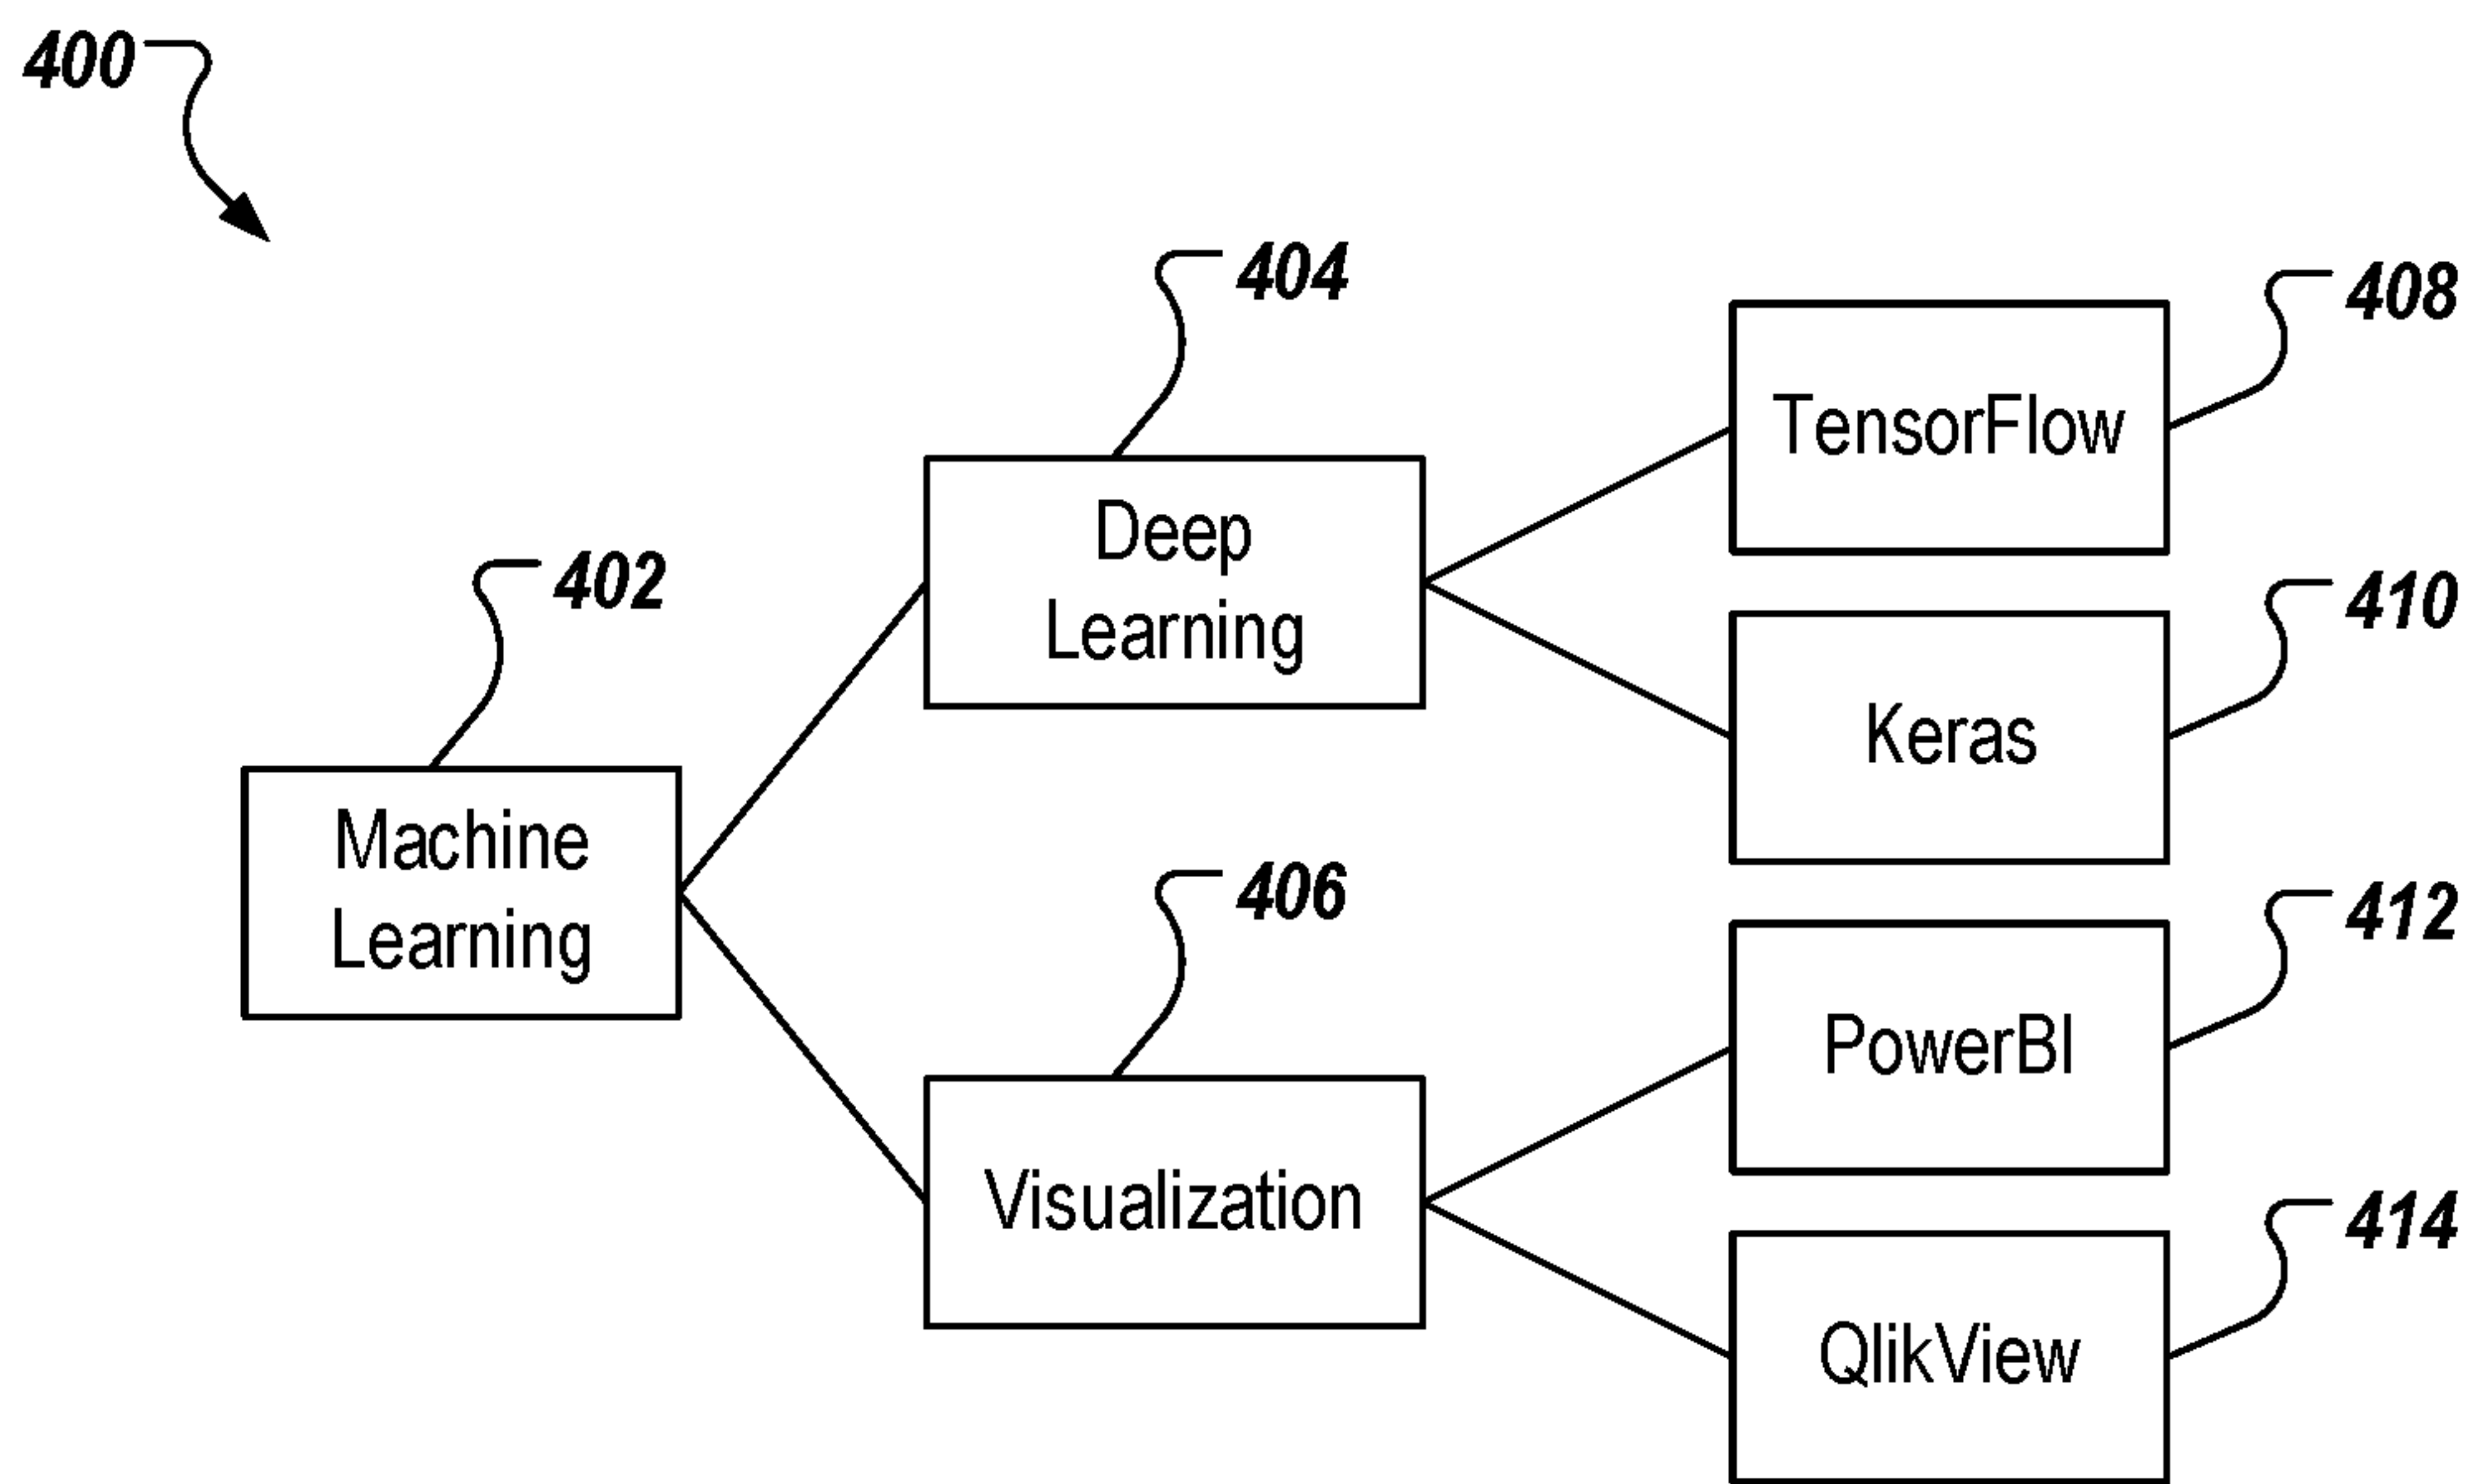 400
404
408
TensorFlow
Deep
Learning
402
410
Keras
Machine
Learning
406
412
PowerBI
Visualization
414
QlikView